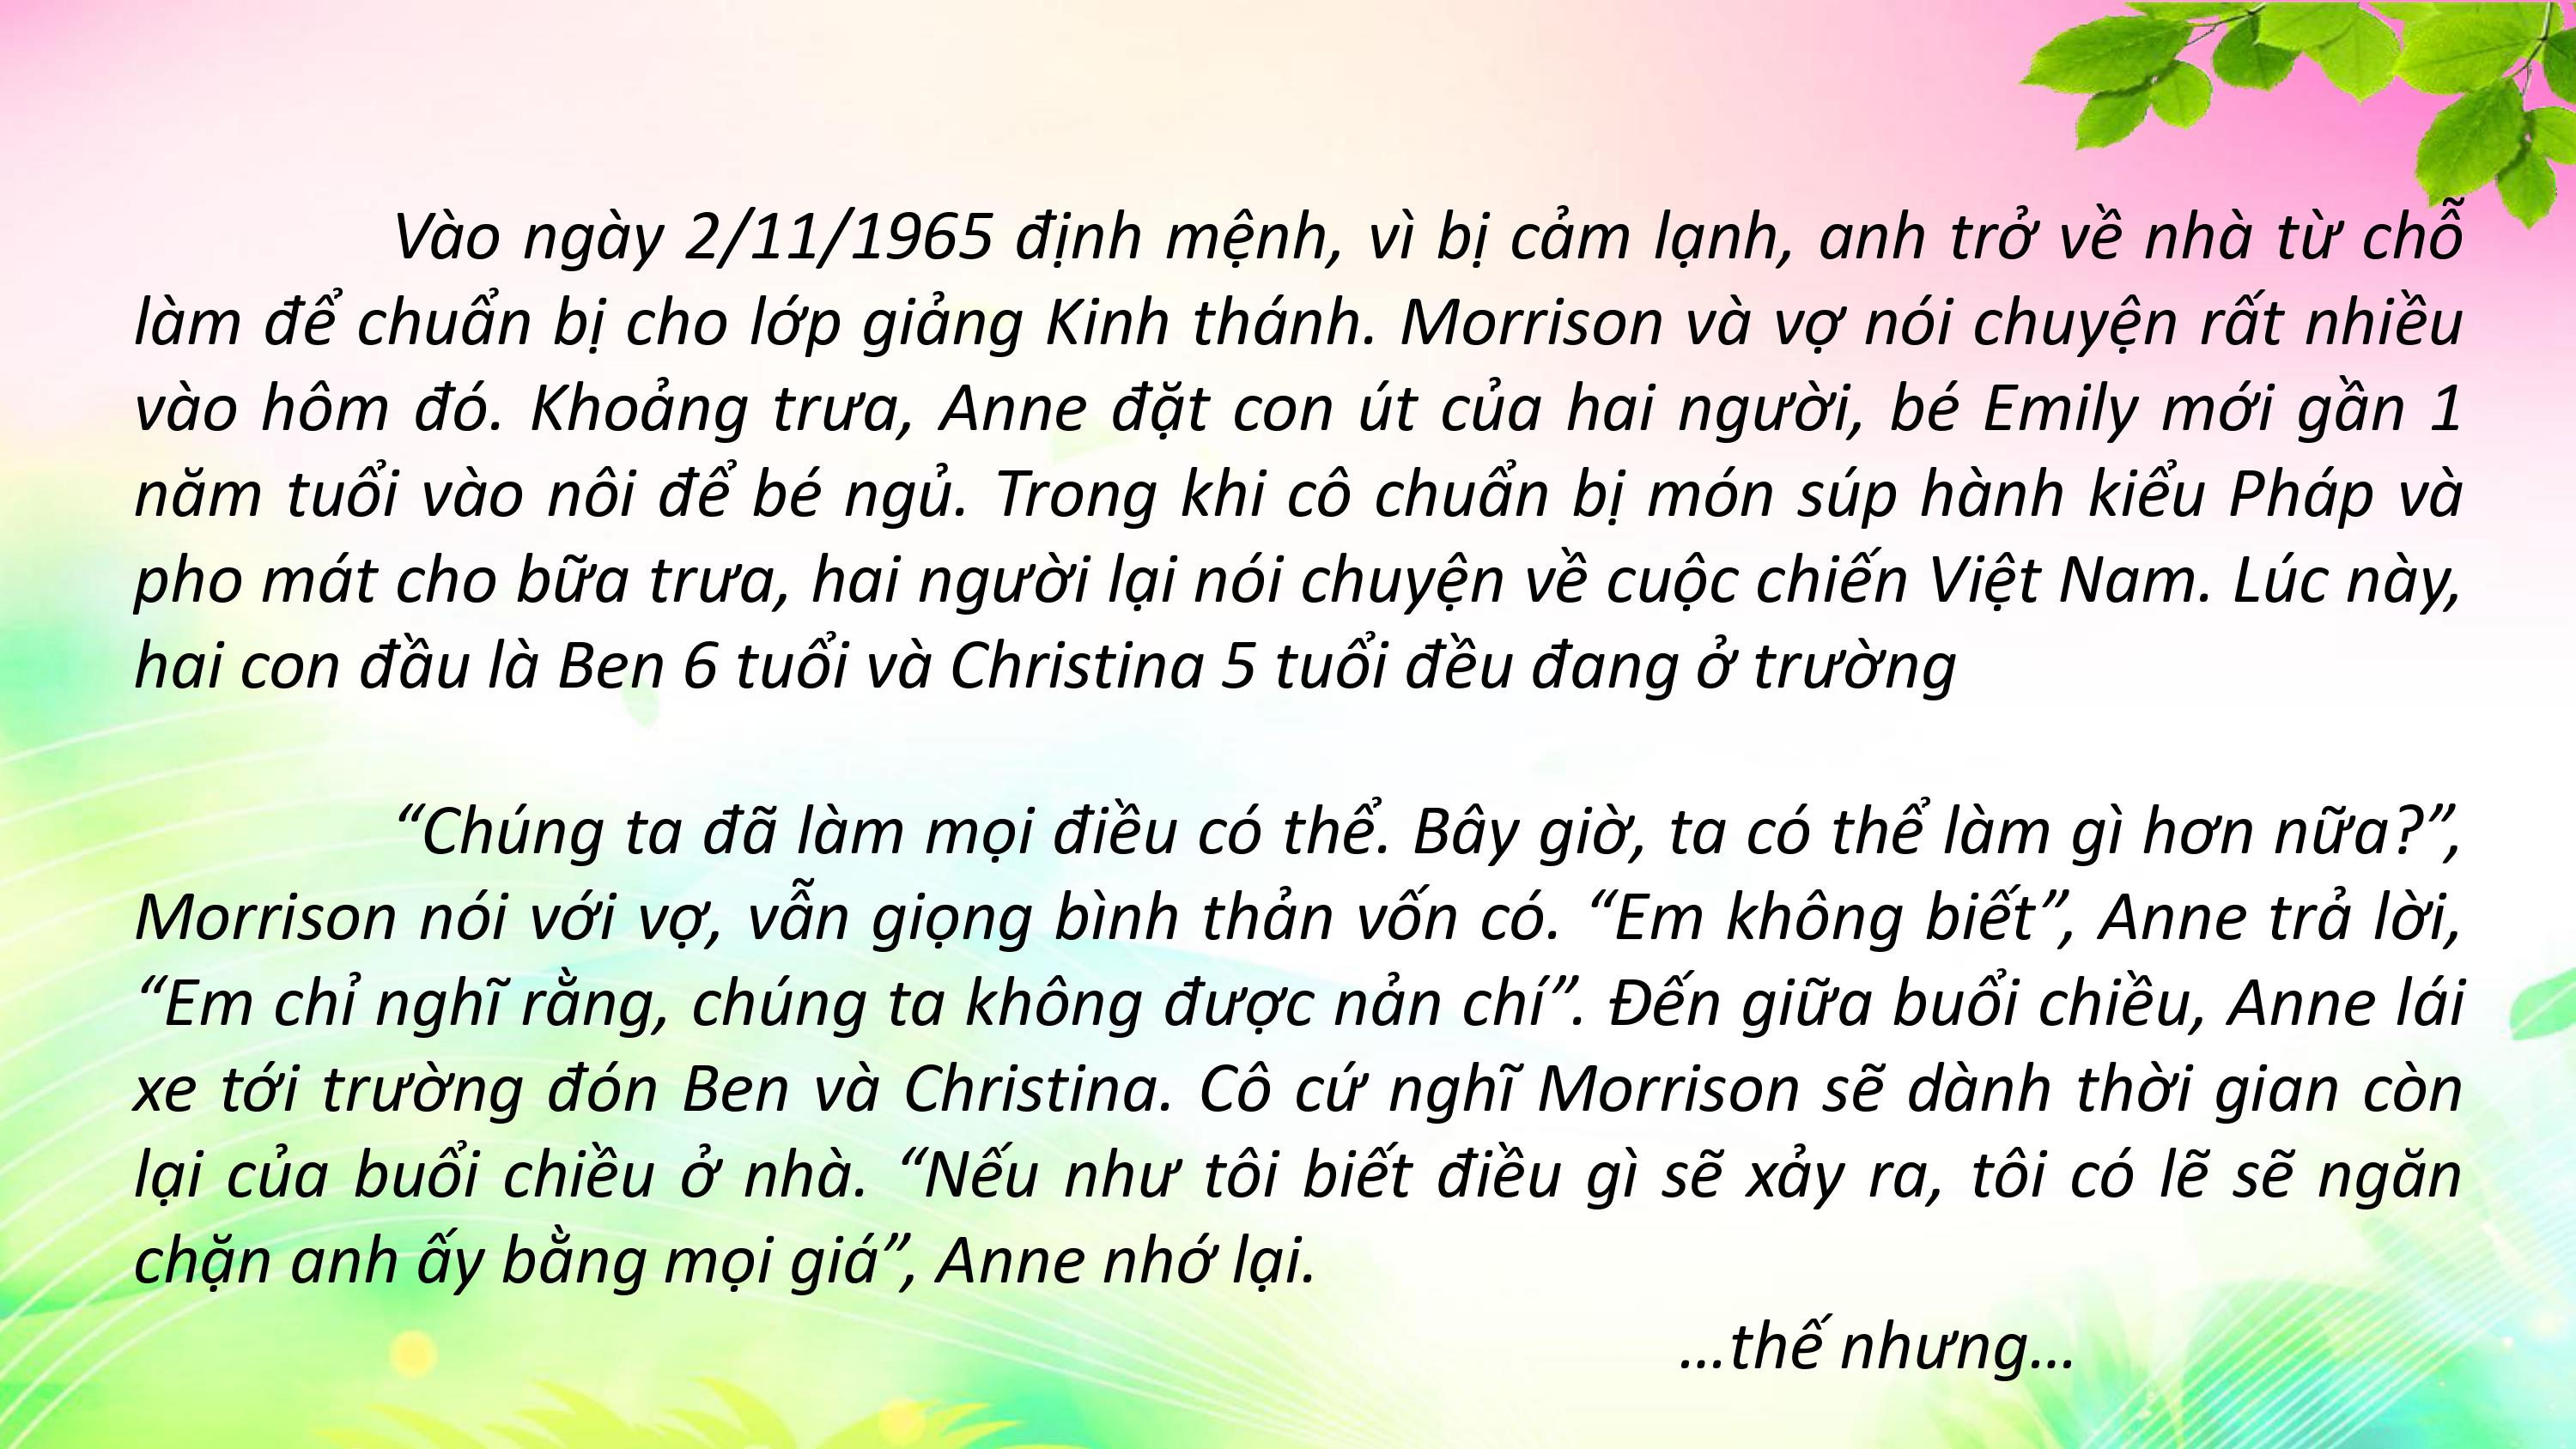 Vào ngày 2/11/1965 định mệnh, vì bị cảm lạnh, anh trở về nhà từ chỗ
làm để chuẩn bị cho lớp giảng Kinh thánh. Morrison và vợ nói chuyện rất nhiều
vào hôm đó. Khoảng trưa, Anne đặt con út của hai người, bé Emily mới gần 1
năm tuổi vào nôi để bé ngủ. Trong khi cô chuẩn bị món súp hành kiểu Pháp và
pho mát cho bữa trưa, hai người lại nói chuyện về cuộc chiến Việt Nam. Lúc này,
hai con đầu là Ben 6 tuổi và Christina 5 tuổi đều đang ở trường
“Chúng ta đã làm mọi điều có thể. Bây giờ, ta có thể làm gì hơn nữa?”,
Morrison nói với vợ, vẫn giọng bình thản vốn có. “Em không biết”, Anne trả lời,
“Em chỉ nghĩ rằng, chúng ta không được nản chí”. Đến giữa buổi chiều, Anne lái
xe tới trường đón Ben và Christina. Cô cứ nghĩ Morrison sẽ dành thời gian còn
lại của buổi chiều ở nhà. “Nếu như tôi biết điều gì sẽ xảy ra, tôi có lẽ sẽ ngăn
chặn anh ấy bằng mọi giá”, Anne nhớ lại.
…thế nhưng…